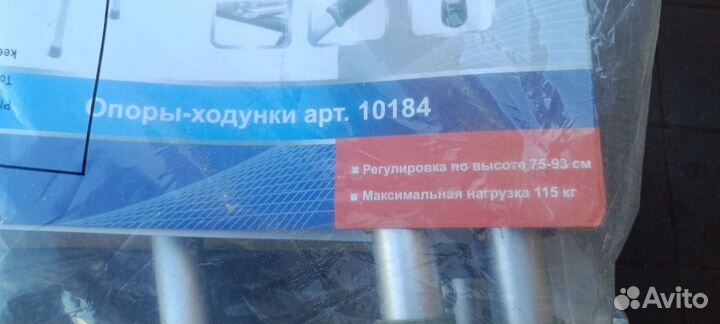 Опоры-ходунки арт. 10184
Регулировка по высоте 75-93 см
Максимальная нагрузка 115 кг
Avito